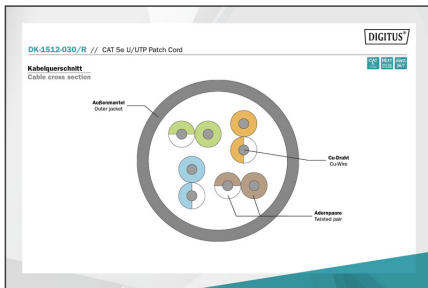 DIGITUS®
DK-1512-030/R // CAT 5e U/UTP Patch Cord
Kabelquerschnitt
Cable cross section
Außenmantel
Outer jacket
Cu-Draht
Cu-Wire
Adernpaare
Twisted pair